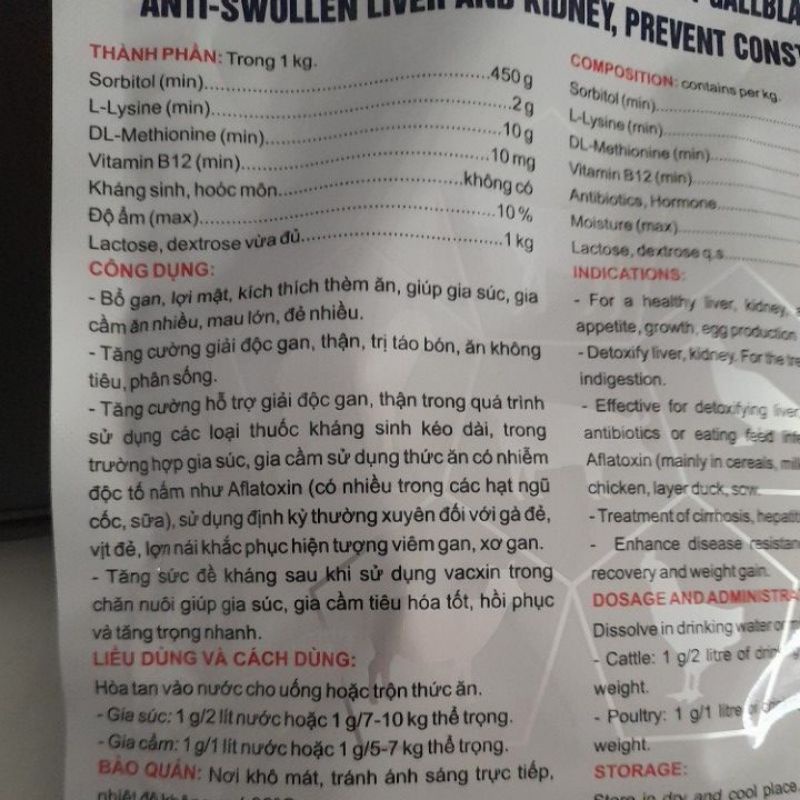 ANTI-SWOLLEN LIVER AND KIDNEY, PREVENT
THÀNH PHẦN: Trong 1 kg.
Sorbitol (min)....................450 g
L-Lysine (min)....................2 g
DL-Methionine (min)....................10 g
Vitamin B12 (min)....................10 mg
Kháng sinh, hoóc môn....................không có
Độ ẩm (max)....................10 %
Lactose, dextrose vừa đủ....................1 kg
CÔNG DỤNG:
- Bổ gan, lợi mật, kích thích thèm ăn, giúp gia súc, gia
cầm ăn nhiều, mau lớn, đẻ nhiều.
- Tăng cường giải độc gan, thận, trị táo bón, ăn không
tiêu, phân sống.
- Tăng cường hỗ trợ giải độc gan, thận trong quá trình
sử dụng các loại thuốc kháng sinh kéo dài, trong
trường hợp gia súc, gia cầm sử dụng thức ăn có nhiễm
độc tố nấm như Aflatoxin (có nhiều trong các hạt ngũ
cốc, sữa), sử dụng định kỳ thường xuyên đối với gà đẻ,
vịt đẻ, lợn nái khắc phục hiện tượng viêm gan, xơ gan.
- Tăng sức đề kháng sau khi sử dụng vacxin trong
chăn nuôi giúp gia súc, gia cầm tiêu hóa tốt, hồi phục
và tăng trọng nhanh.
LIỀU DÙNG VÀ CÁCH DÙNG:
Hòa tan vào nước cho uống hoặc trộn thức ăn.
- Gia súc: 1 g/2 lít nước hoặc 1 g/7-10 kg thể trọng.
- Gia cầm: 1 g/1 lít nước hoặc 1 g/5-7 kg thể trọng.
BẢO QUẢN: Nơi khô mát, tránh ánh sáng trực tiếp,
COMPOSITION: contains per kg.
Sorbitol (min)....................
L-Lysine (min)....................
DL-Methionine (min)....................
Vitamin B12 (min)....................
Antibiotics, Hormone....................
Moisture (max)....................
Lactose, dextrose q.s....................
INDICATIONS:
- For a healthy liver, kidney,
appetite, growth, egg production
- Detoxify liver, kidney. For the
indigestion.
- Effective for detoxifying liver,
antibiotics or eating feed
Aflatoxin (mainly in cereals,
chicken, layer duck, sow.
- Treatment of cirrhosis,
- Enhance disease
recovery and weight gain.
DOSAGE AND
Dissolve in drinking water or
- Cattle: 1 g/2 litre of
weight.
- Poultry: 1 g/1 litre
weight.
STORAGE:
Store in dry and cool place.